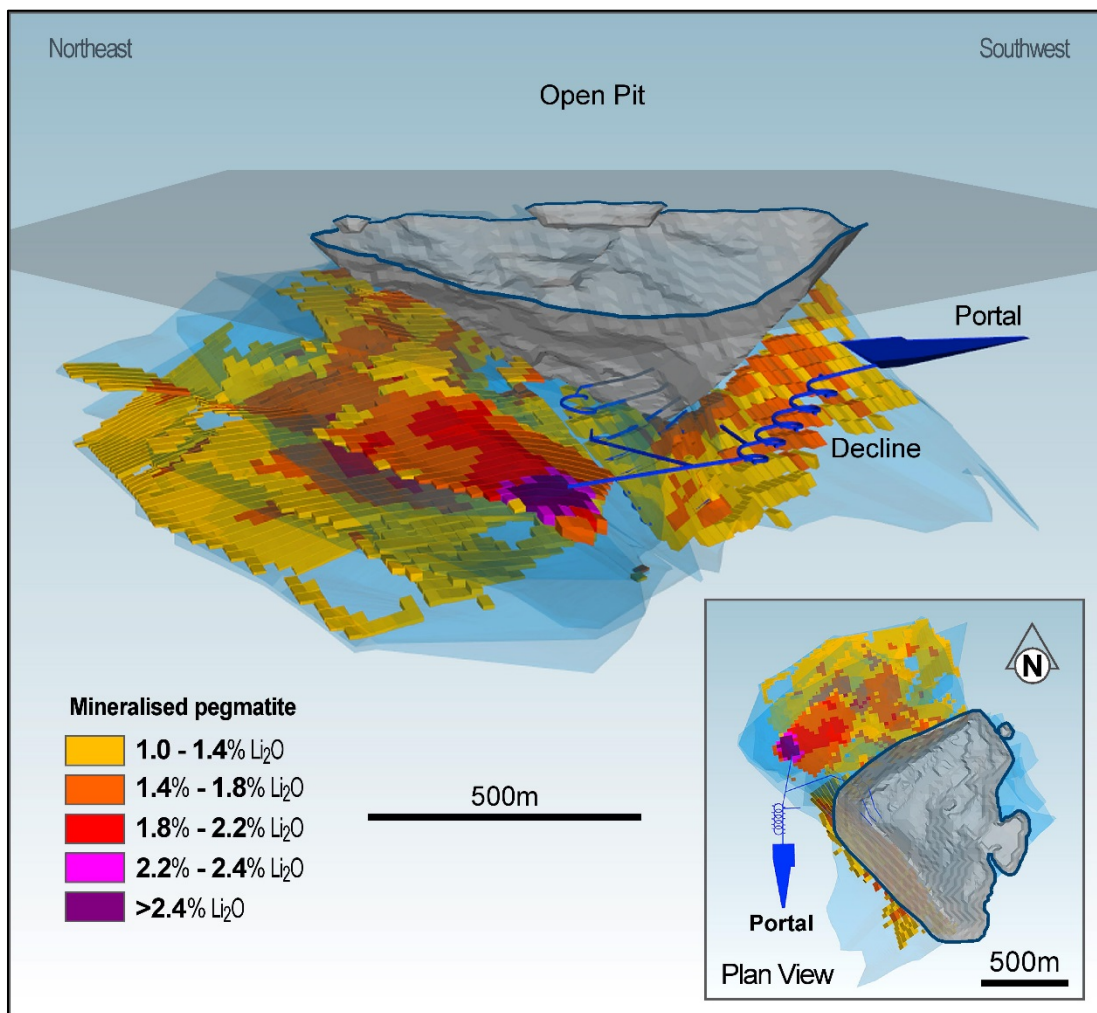 Northeast
Southwest
Open Pit
Portal
Decline
Mineralised pegmatite
1.0 - 1.4% Li₂O
1.4% - 1.8% Li₂O
1.8% - 2.2% Li₂O
2.2% - 2.4% Li₂O
>2.4% Li₂O
500m
N
Portal
Plan View
500m